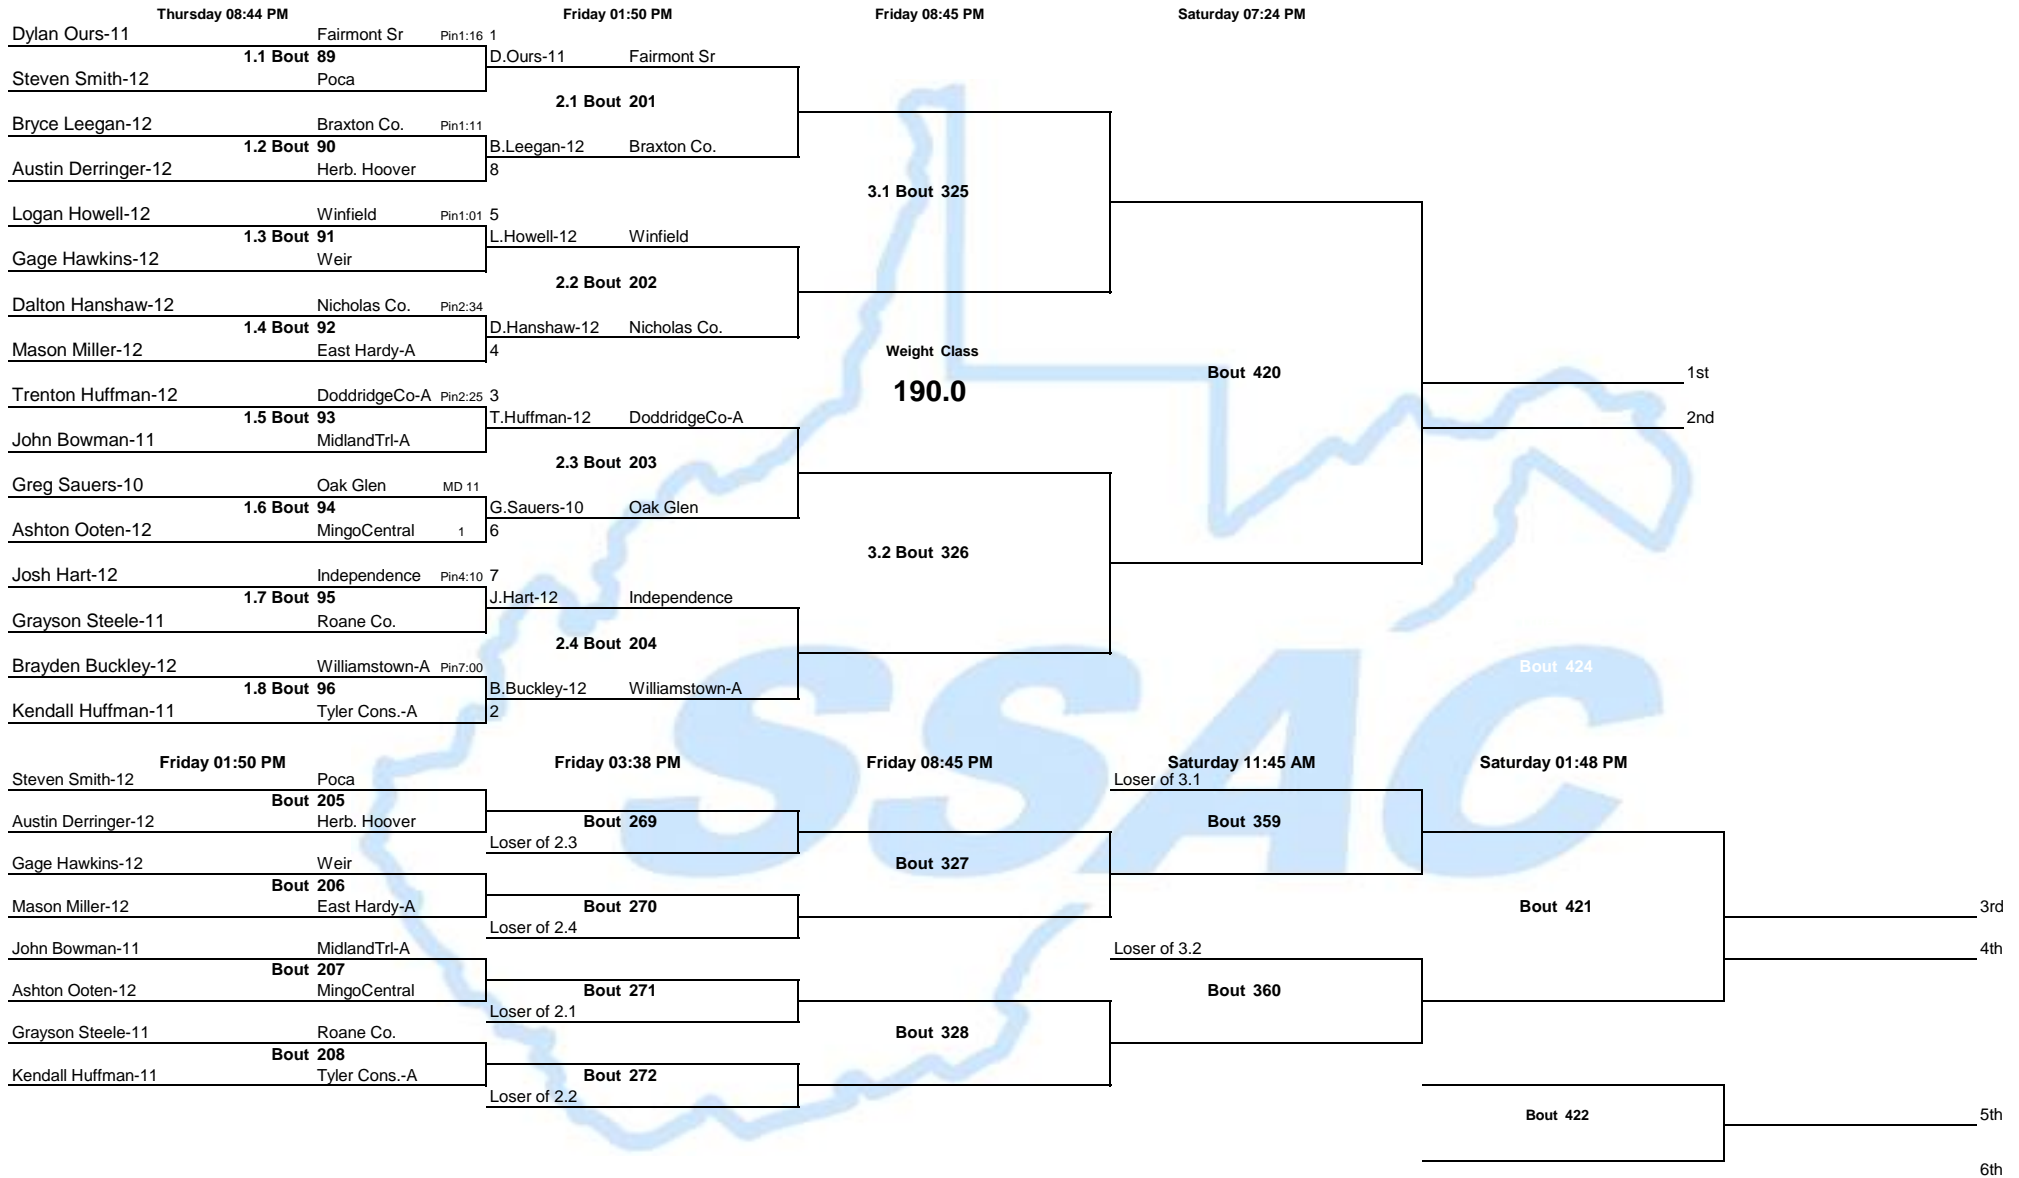 Thursday 08:44 PM Friday 01:50 PM Friday 08:45 PM Saturday 07:24 PM
Dylan Ours-11 Fairmont Sr Pin1:16 1
1.1 Bout 89 D.Ours-11 Fairmont Sr
Steven Smith-12 Poca
2.1 Bout 201
Bryce Leegan-12 Braxton Co. Pin1:11
1.2 Bout 90 B.Leegan-12 Braxton Co.
Austin Derringer-12 Herb. Hoover 8
3.1 Bout 325
Logan Howell-12 Winfield Pin1:01 5
1.3 Bout 91 L.Howell-12 Winfield
Gage Hawkins-12 Weir
2.2 Bout 202
Dalton Hanshaw-12 Nicholas Co. Pin2:34
1.4 Bout 92 D.Hanshaw-12 Nicholas Co.
Mason Miller-12 East Hardy-A 4 Weight Class
Bout 420 1st
190.0
Trenton Huffman-12 DoddridgeCo-A Pin2:25 3
1.5 Bout 93 T.Huffman-12 DoddridgeCo-A 2nd
John Bowman-11 MidlandTrl-A
2.3 Bout 203
Greg Sauers-10 Oak Glen MD 11
1.6 Bout 94 G.Sauers-10 Oak Glen
Ashton Ooten-12 MingoCentral 1 6
3.2 Bout 326
Josh Hart-12 Independence Pin4:10 7
1.7 Bout 95 J.Hart-12 Independence
Grayson Steele-11 Roane Co.
2.4 Bout 204
Brayden Buckley-12 Williamstown-A Pin7:00 Bout 424
1.8 Bout 96 B.Buckley-12 Williamstown-A
Kendall Huffman-11 Tyler Cons.-A 2
SSAC
Friday 01:50 PM Friday 03:38 PM Friday 08:45 PM Saturday 11:45 AM Saturday 01:48 PM
Steven Smith-12 Poca Loser of 3.1
Bout 205
Austin Derringer-12 Herb. Hoover Bout 269 Bout 359
Loser of 2.3
Gage Hawkins-12 Weir Bout 327
Bout 206
Mason Miller-12 East Hardy-A Bout 270 Bout 421 3rd
Loser of 2.4
John Bowman-11 MidlandTrl-A Loser of 3.2 4th
Bout 207
Ashton Ooten-12 MingoCentral Bout 271 Bout 360
Loser of 2.1
Grayson Steele-11 Roane Co. Bout 328
Bout 208
Kendall Huffman-11 Tyler Cons.-A Bout 272
Loser of 2.2
Bout 422 5th
6th